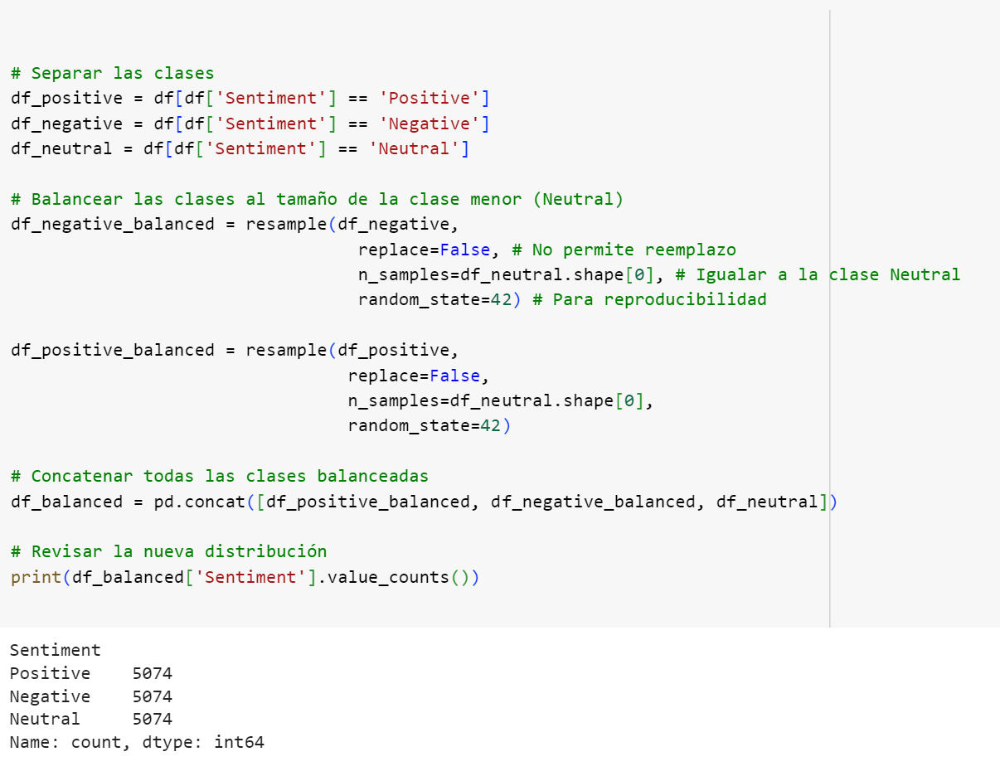 # Separar las clases
df_positive = df[df['Sentiment'] == 'Positive']
df_negative = df[df['Sentiment'] == 'Negative']
df_neutral = df[df['Sentiment'] == 'Neutral']

# Balancear las clases al tamaño de la clase menor (Neutral)
df_negative_balanced = resample(df_negative,
                                  replace=False, # No permite reemplazo
                                  n_samples=df_neutral.shape[0], # Igualar a la clase Neutral
                                  random_state=42) # Para reproducibilidad

df_positive_balanced = resample(df_positive,
                                 replace=False,
                                 n_samples=df_neutral.shape[0],
                                 random_state=42)

# Concatenar todas las clases balanceadas
df_balanced = pd.concat([df_positive_balanced, df_negative_balanced, df_neutral])

# Revisar la nueva distribución
print(df_balanced['Sentiment'].value_counts())

Sentiment
Positive    5074
Negative    5074
Neutral     5074
Name: count, dtype: int64